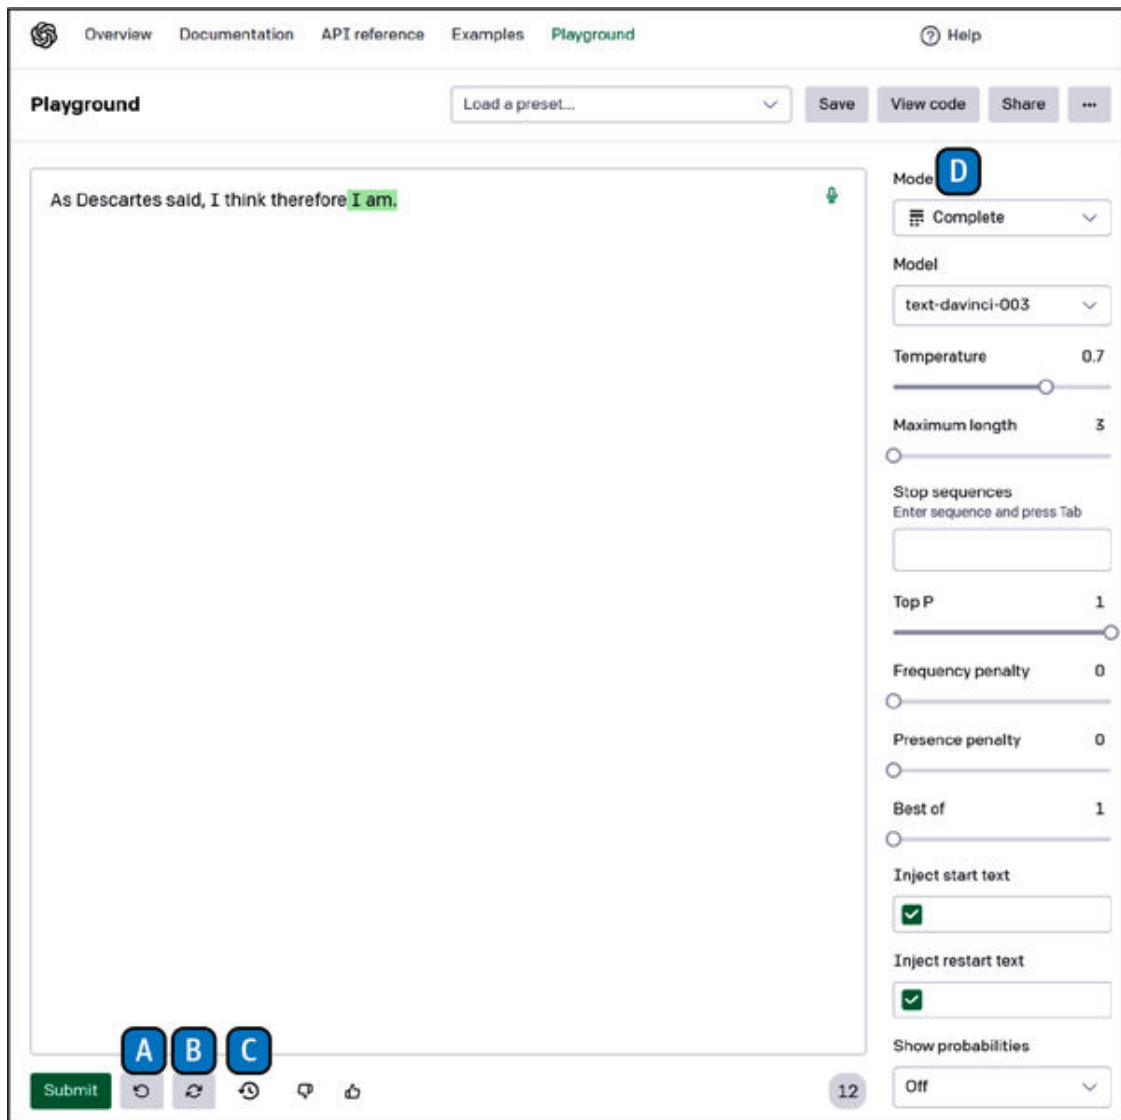 Overview Documentation API reference Examples Playground Help
Playground Load a preset... Save View code Share
As Descartes said, I think therefore I am.
Mode D
Complete
Model
text-davinci-003
Temperature 0.7
Maximum length 3
Stop sequences
Enter sequence and press Tab
Top P 1
Frequency penalty 0
Presence penalty 0
Best of 1
Inject start text
Inject restart text
Show probabilities
Off
A B C
Submit 12